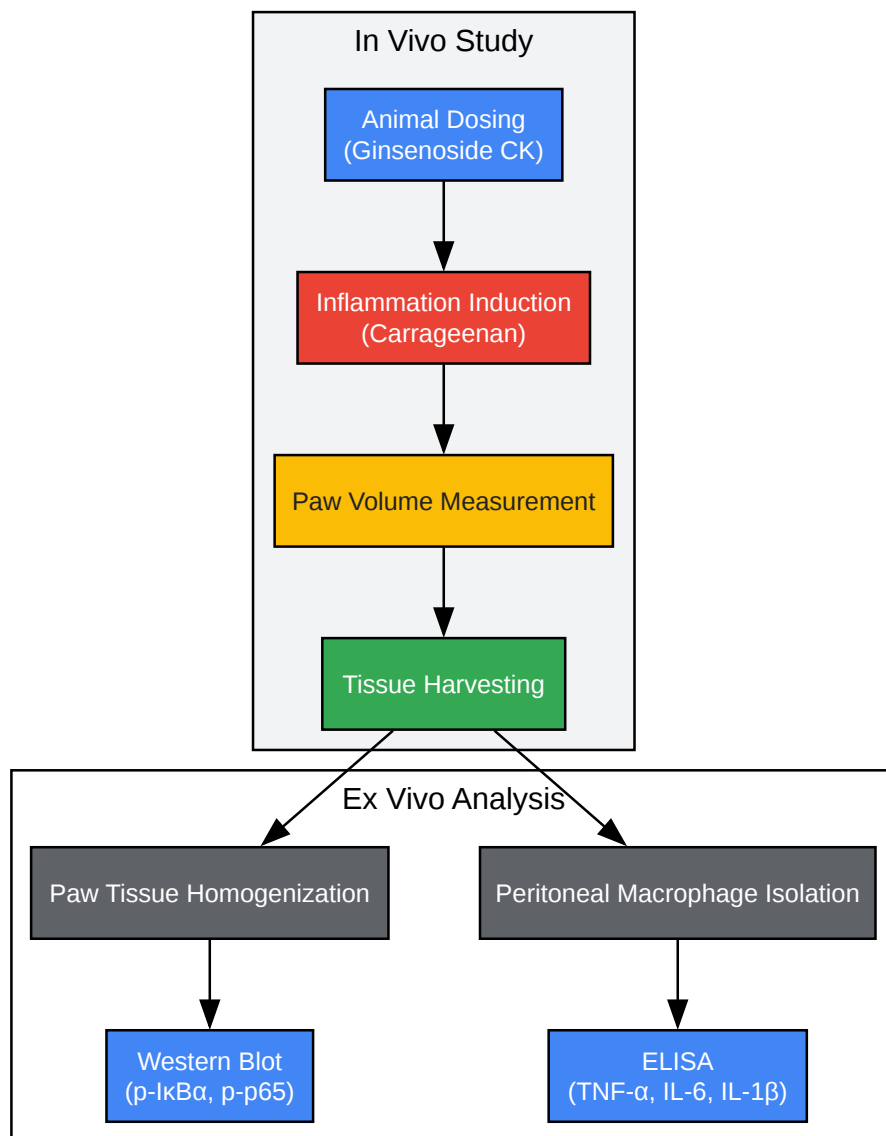 In Vivo Study
Animal Dosing
(Ginsenoside CK)
Inflammation Induction
(Carrageenan)
Paw Volume Measurement
Tissue Harvesting
Ex Vivo Analysis
Paw Tissue Homogenization
Peritoneal Macrophage Isolation
Western Blot
(p-IκBα, p-p65)
ELISA
(TNF-α, IL-6, IL-1β)